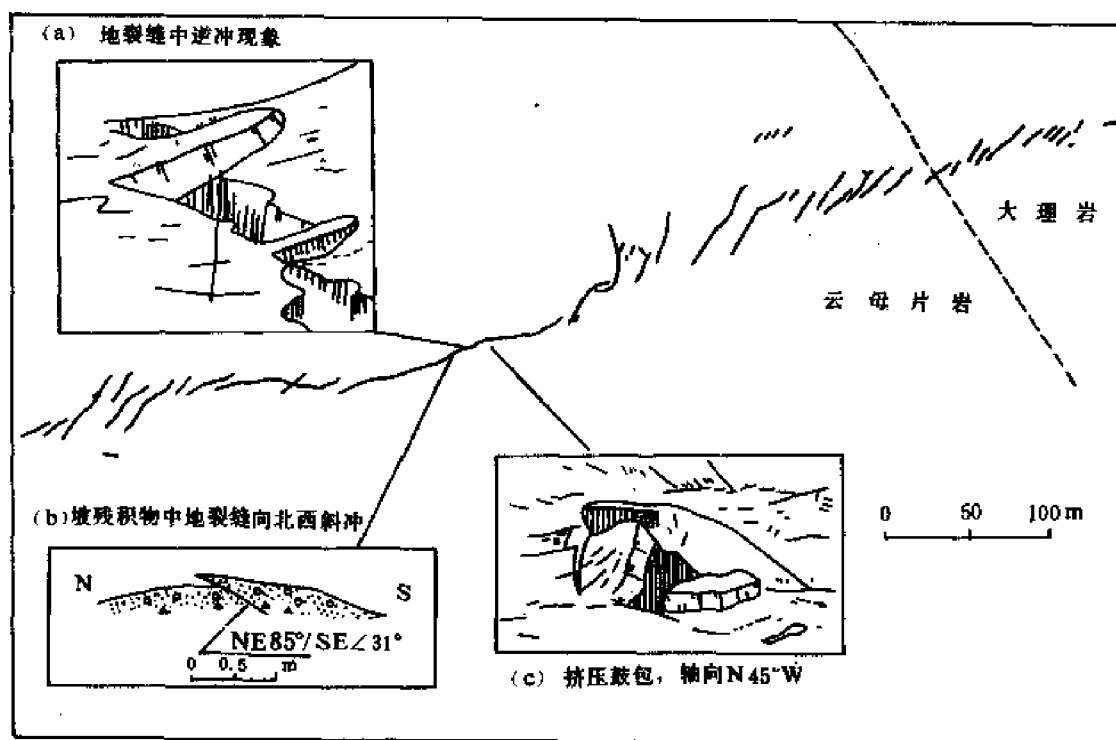 (a) 地裂缝中逆冲现象
大理岩
云母片岩
(b)坡残积物中地裂缝向北西斜冲
N S
NE85°/SE∠31°
0 0.5 m
0 50 100 m
(c) 挤压鼓包,轴向N45°W